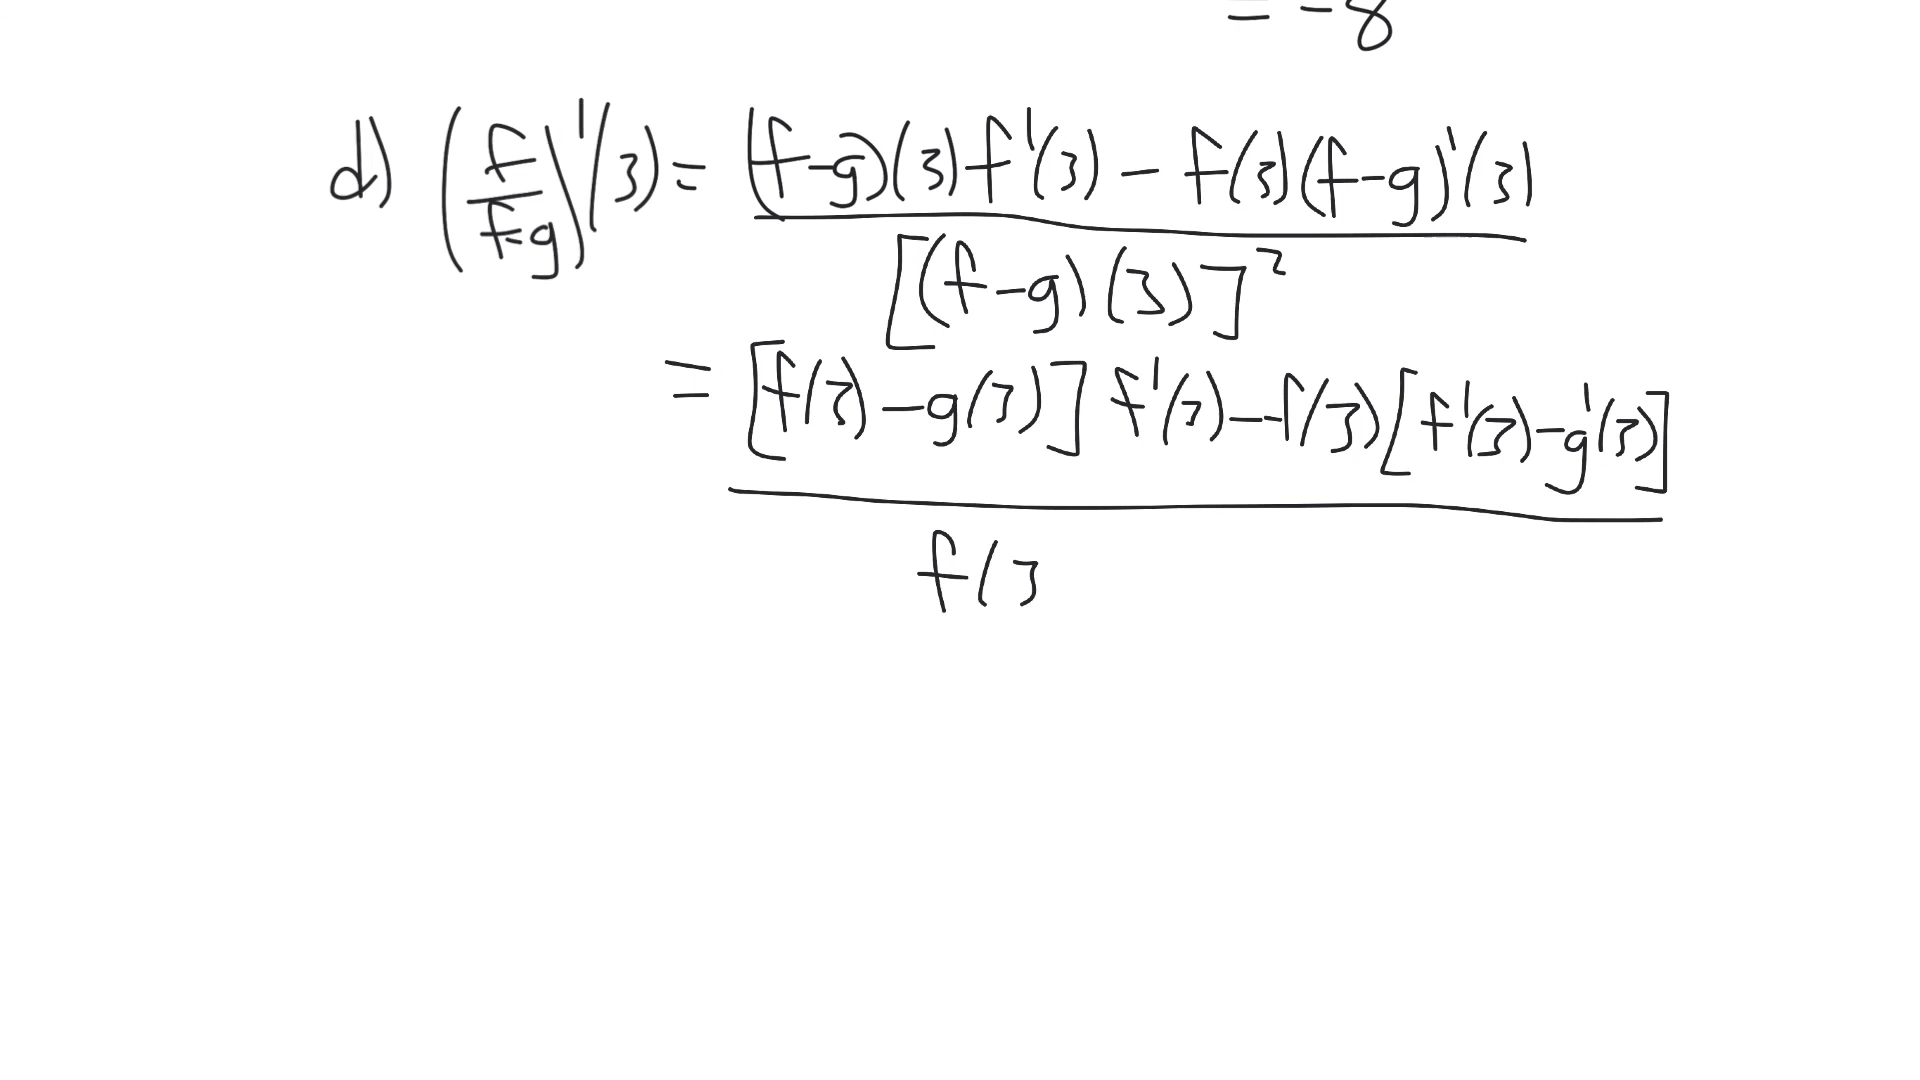 = -8
d) (f/(f-g))'(3) = (f-g)(3)f'(3) - f(3)(f-g)'(3)
[(f-g)(3)]²
= [f(3)-g(3)] f'(3) - f(3)[f'(3)-g'(3)]
f(3